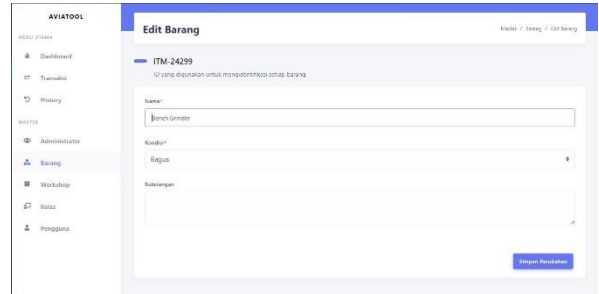 AVIATOOL
MENU UTAMA
Dashboard
Transaksi
History
MASTER
Administrator
Barang
Workshop
Kelas
Pengguna
Edit Barang
Master / Barang / Edit Barang
ITM-24299
ID yang digunakan untuk mengidentifikasi setiap barang
Nama*
Bench Grinder
Kondisi*
Bagus
Keterangan
Simpan Perubahan